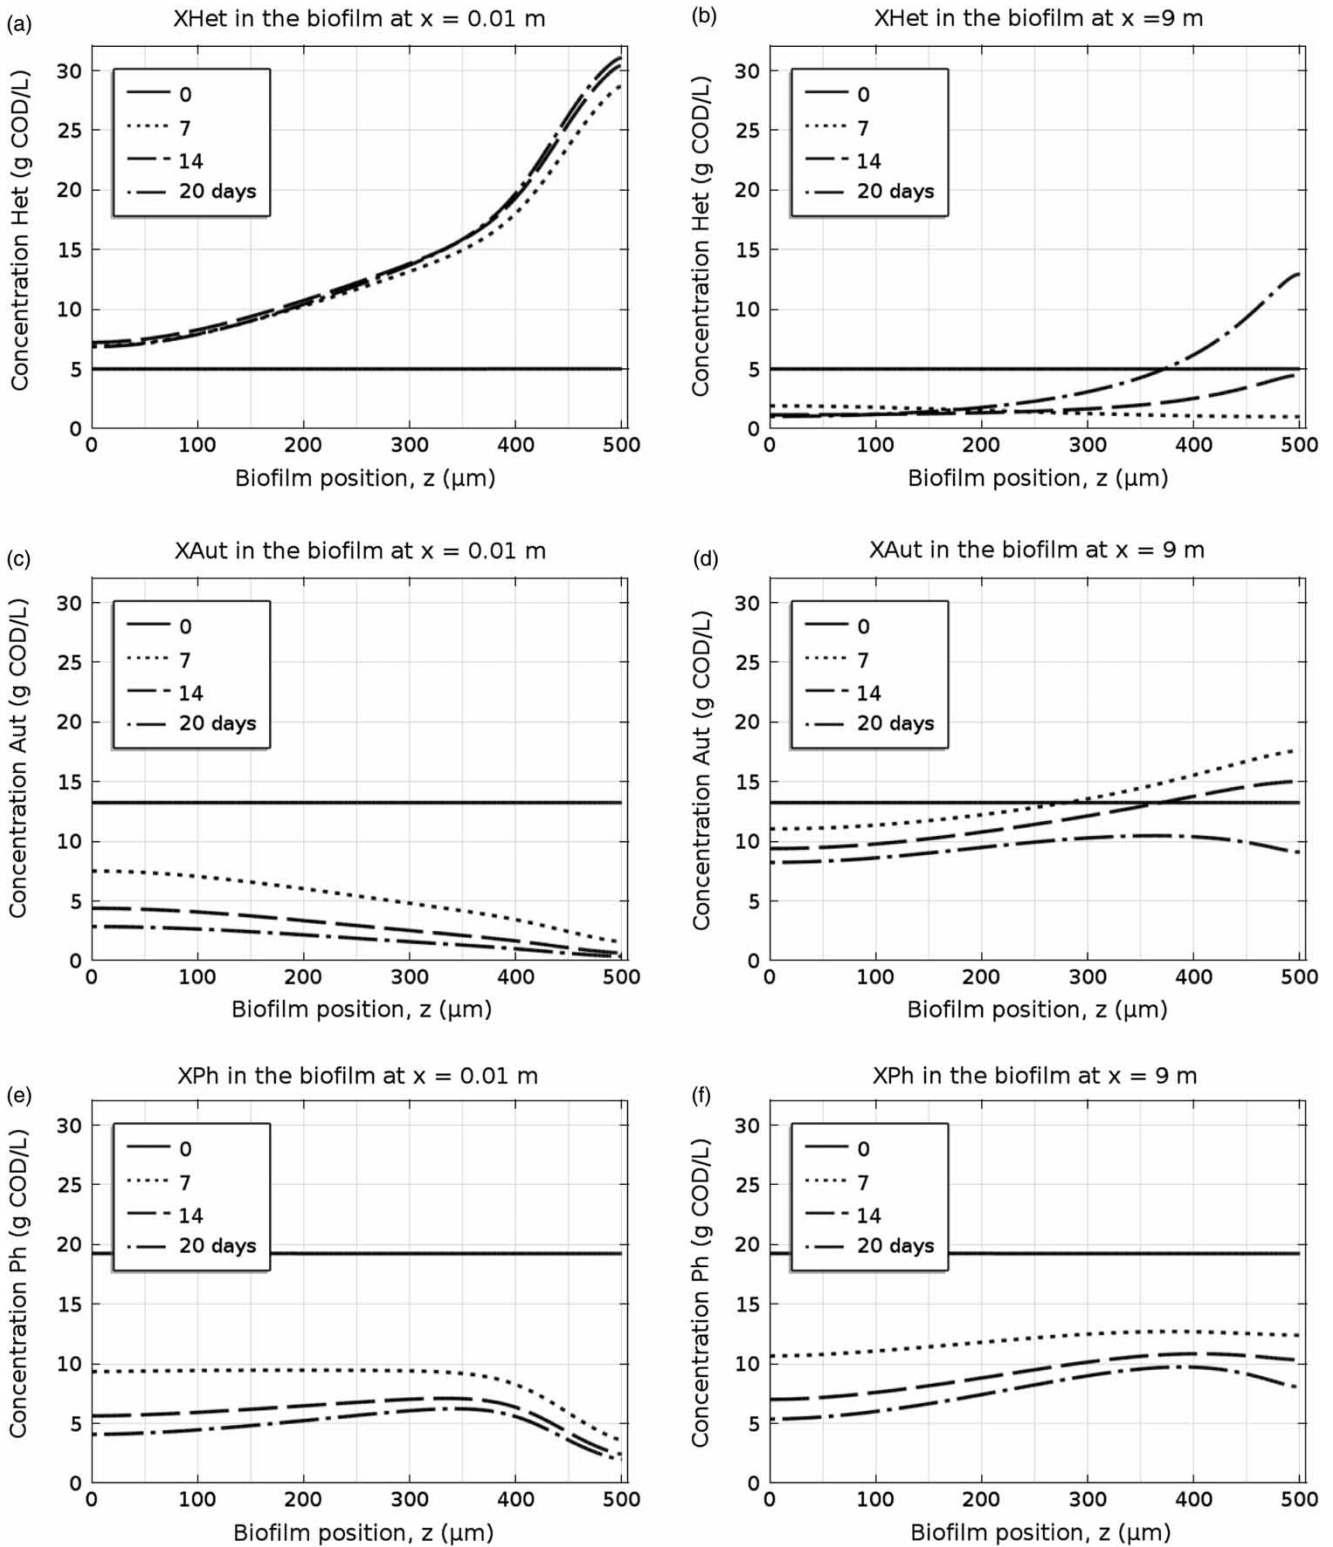 (a)
XHet in the biofilm at x = 0.01 m
Concentration Het (g COD/L)
30
25
20
15
10
5
0
0
7
14
20 days
0 100 200 300 400 500
Biofilm position, z (μm)
(b)
XHet in the biofilm at x =9 m
Concentration Het (g COD/L)
30
25
20
15
10
5
0
0
7
14
20 days
0 100 200 300 400 500
Biofilm position, z (μm)
(c)
XAut in the biofilm at x = 0.01 m
Concentration Aut (g COD/L)
30
25
20
15
10
5
0
0
7
14
20 days
0 100 200 300 400 500
Biofilm position, z (μm)
(d)
XAut in the biofilm at x = 9 m
Concentration Aut (g COD/L)
30
25
20
15
10
5
0
0
7
14
20 days
0 100 200 300 400 500
Biofilm position, z (μm)
(e)
XPh in the biofilm at x = 0.01 m
Concentration Ph (g COD/L)
30
25
20
15
10
5
0
0
7
14
20 days
0 100 200 300 400 500
Biofilm position, z (μm)
(f)
XPh in the biofilm at x = 9 m
Concentration Ph (g COD/L)
30
25
20
15
10
5
0
0
7
14
20 days
0 100 200 300 400 500
Biofilm position, z (μm)